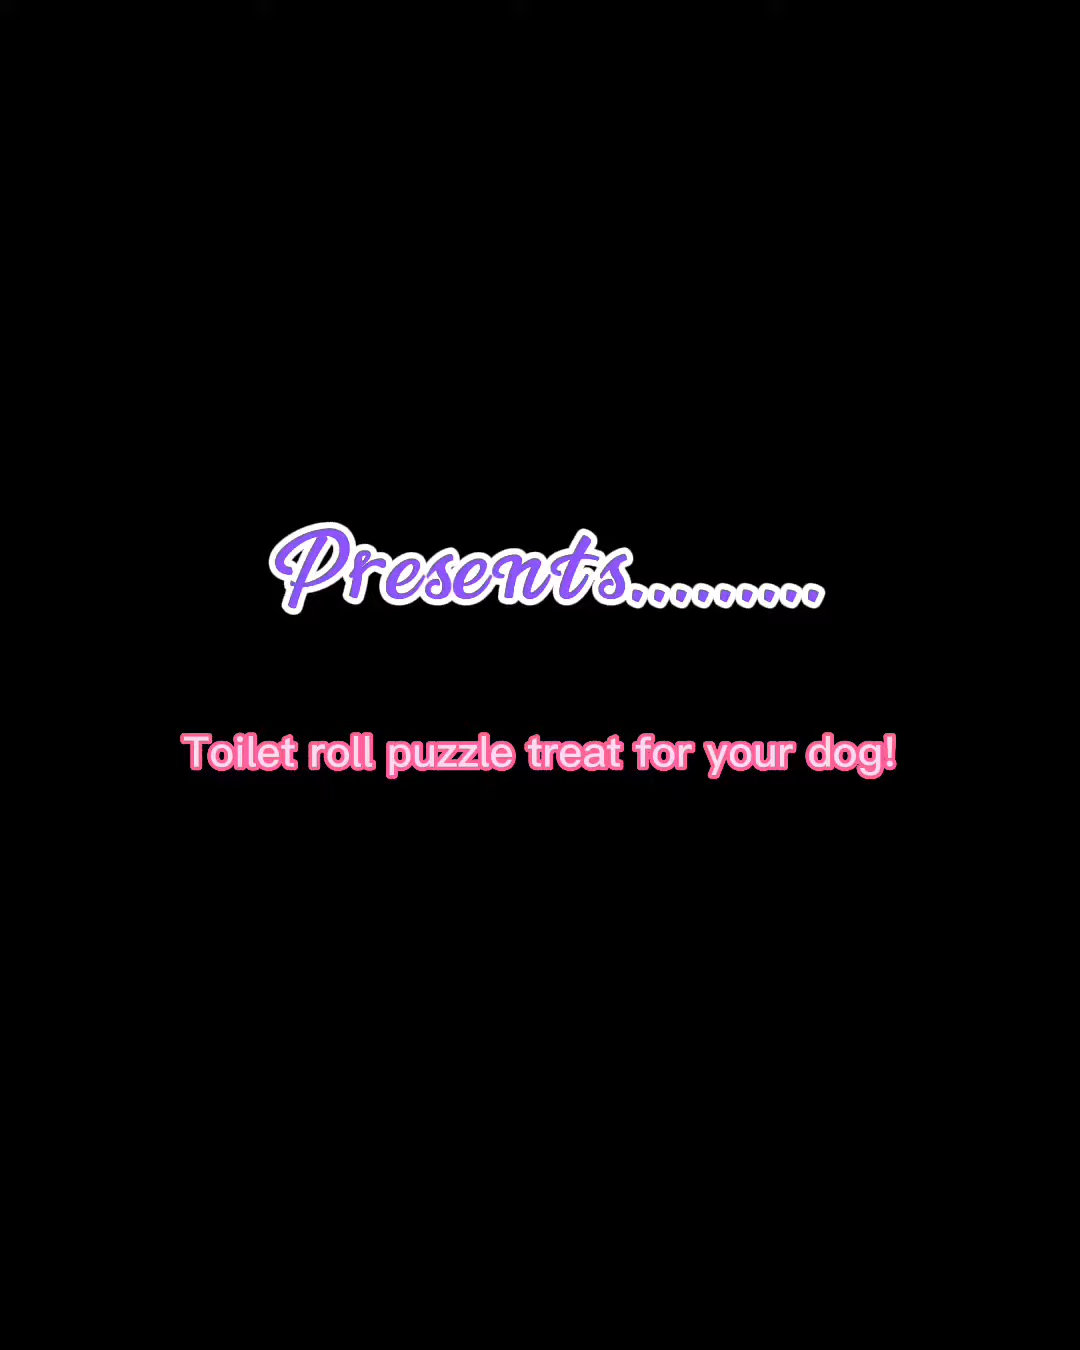 Presents.........
Toilet roll puzzle treat for your dog!